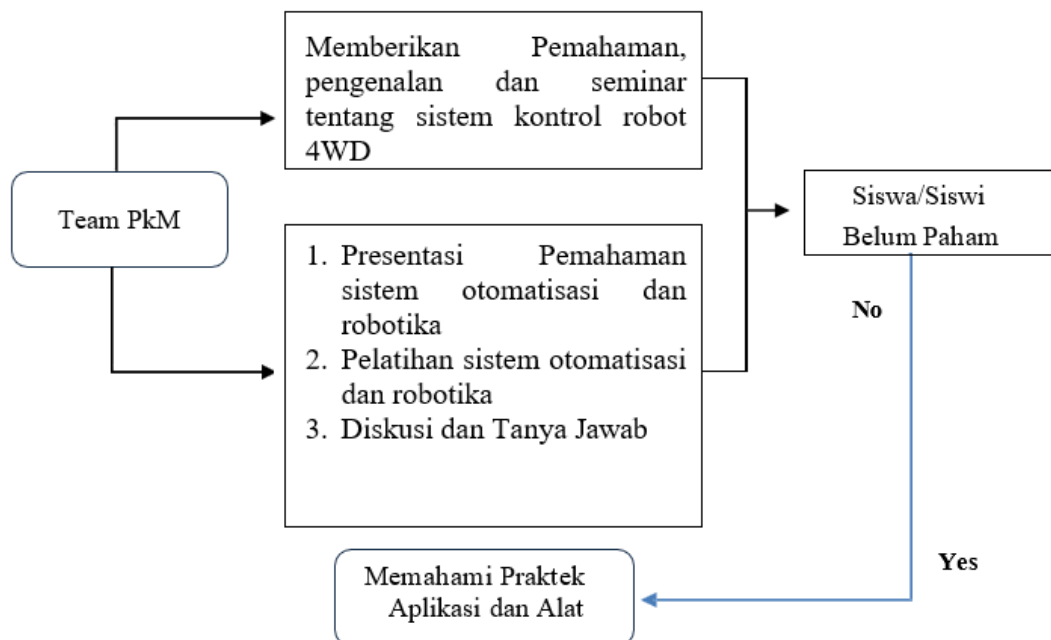 Memberikan Pemahaman,
pengenalan dan seminar
tentang sistem kontrol robot
4WD
Team PkM
Siswa/Siswi
Belum Paham
1. Presentasi Pemahaman
sistem otomatisasi dan
robotika
2. Pelatihan sistem otomatisasi
dan robotika
3. Diskusi dan Tanya Jawab
No
Yes
Memahami Praktek
Aplikasi dan Alat